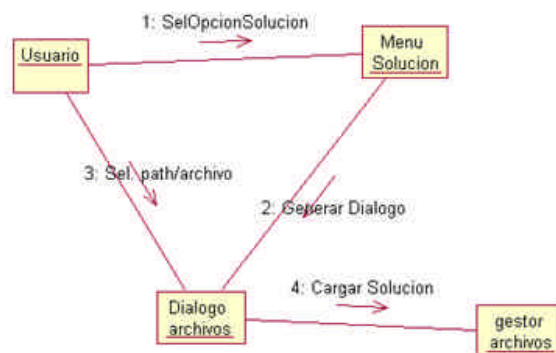 1: SelOpcionSolucion
Usuario
Menu
Solucion
3: Sel. path/archivo
2: Generar Dialogo
4: Cargar Solucion
Dialogo
archivos
gestor
archivos